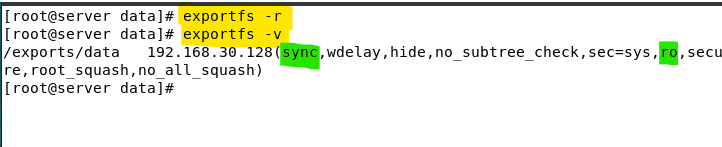 [root@server data]# exportfs -r
[root@server data]# exportfs -v
/exports/data   192.168.30.128(sync,wdelay,hide,no_subtree_check,sec=sys,ro,secu
re,root_squash,no_all_squash)
[root@server data]#